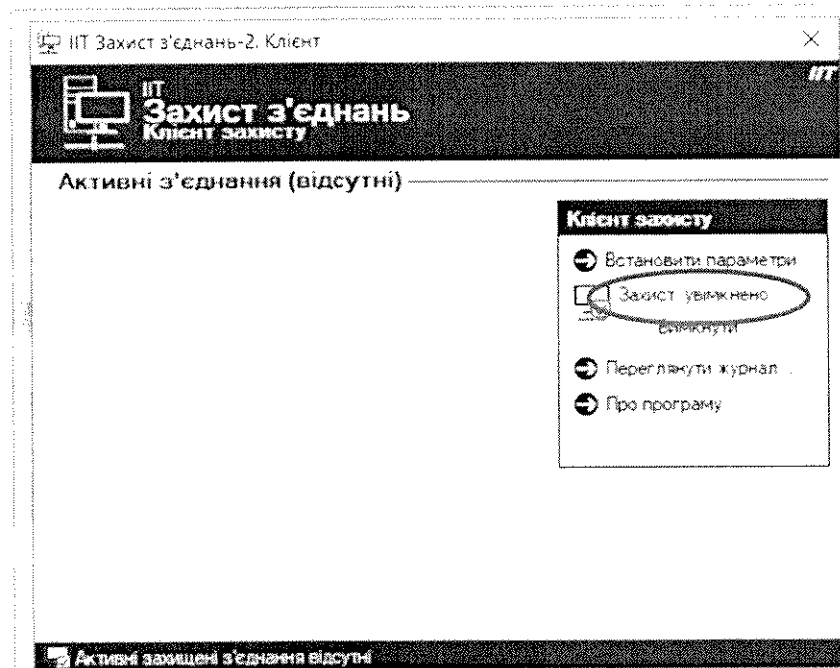 ІІТ Захист з'єднань-2. Клієнт
ІІТ
ІІТ
Захист з'єднань
Клієнт захисту
Активні з'єднання (відсутні)
Клієнт захисту
Встановити параметри
Захист увімкнено
Вимкнути
Переглянути журнал ...
Про програму
Активні захищені з'єднання відсутні